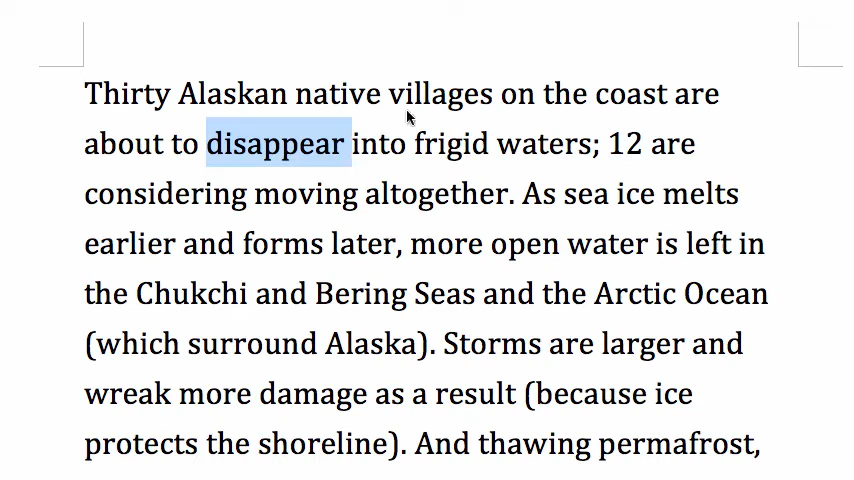 Thirty Alaskan native villages on the coast are
about to disappear into frigid waters; 12 are
considering moving altogether. As sea ice melts
earlier and forms later, more open water is left in
the Chukchi and Bering Seas and the Arctic Ocean
(which surround Alaska). Storms are larger and
wreak more damage as a result (because ice
protects the shoreline). And thawing permafrost,